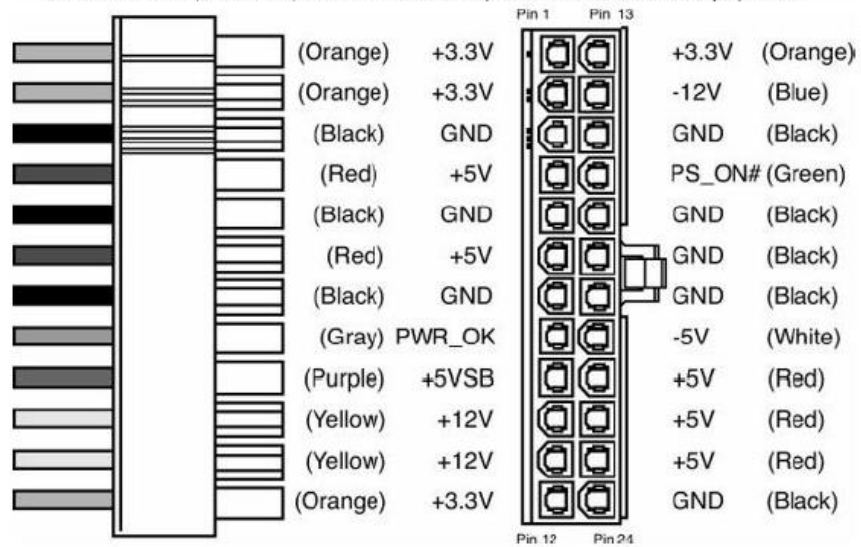 Pin 1 Pin 13
(Orange) +3.3V +3.3V (Orange)
(Orange) +3.3V -12V (Blue)
(Black) GND GND (Black)
(Red) +5V PS_ON# (Green)
(Black) GND GND (Black)
(Red) +5V GND (Black)
(Black) GND GND (Black)
(Gray) PWR_OK -5V (White)
(Purple) +5VSB +5V (Red)
(Yellow) +12V +5V (Red)
(Yellow) +12V +5V (Red)
(Orange) +3.3V GND (Black)
Pin 12 Pin 24